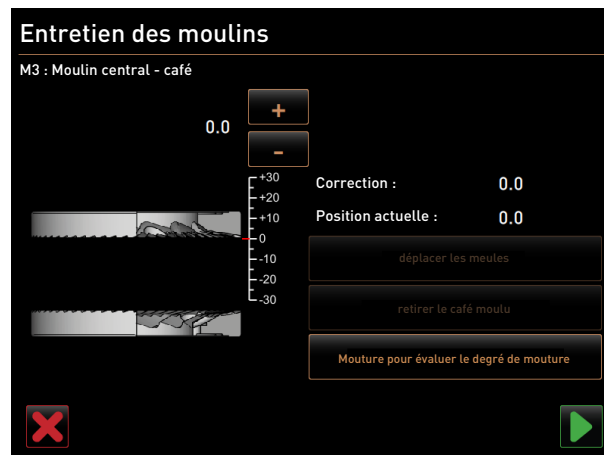 Entretien des moulins
M3 : Moulin central - café
0.0
+
-
+30
+20
+10
0
-10
-20
-30
Correction : 0.0
Position actuelle : 0.0
déplacer les meules
retirer le café moulu
Mouture pour évaluer le degré de mouture